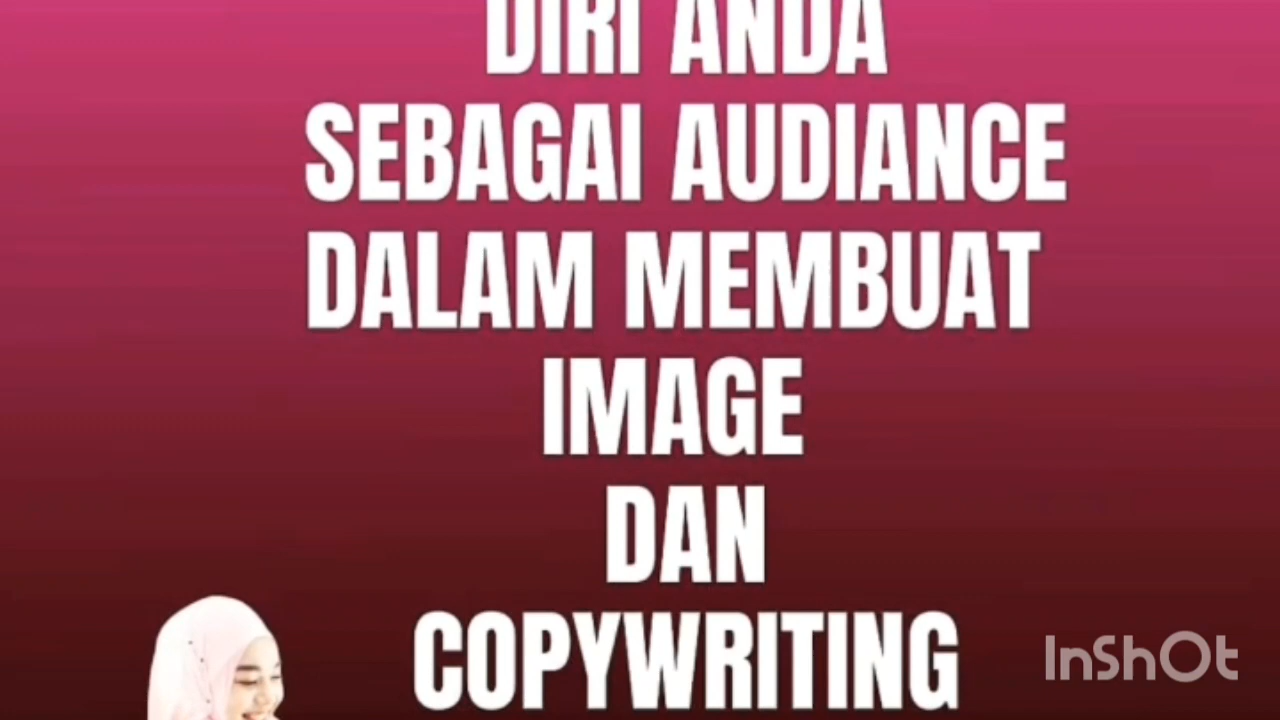 DIRI ANDA
SEBAGAI AUDIANCE
DALAM MEMBUAT
IMAGE
DAN
COPYWRITING
InShOt